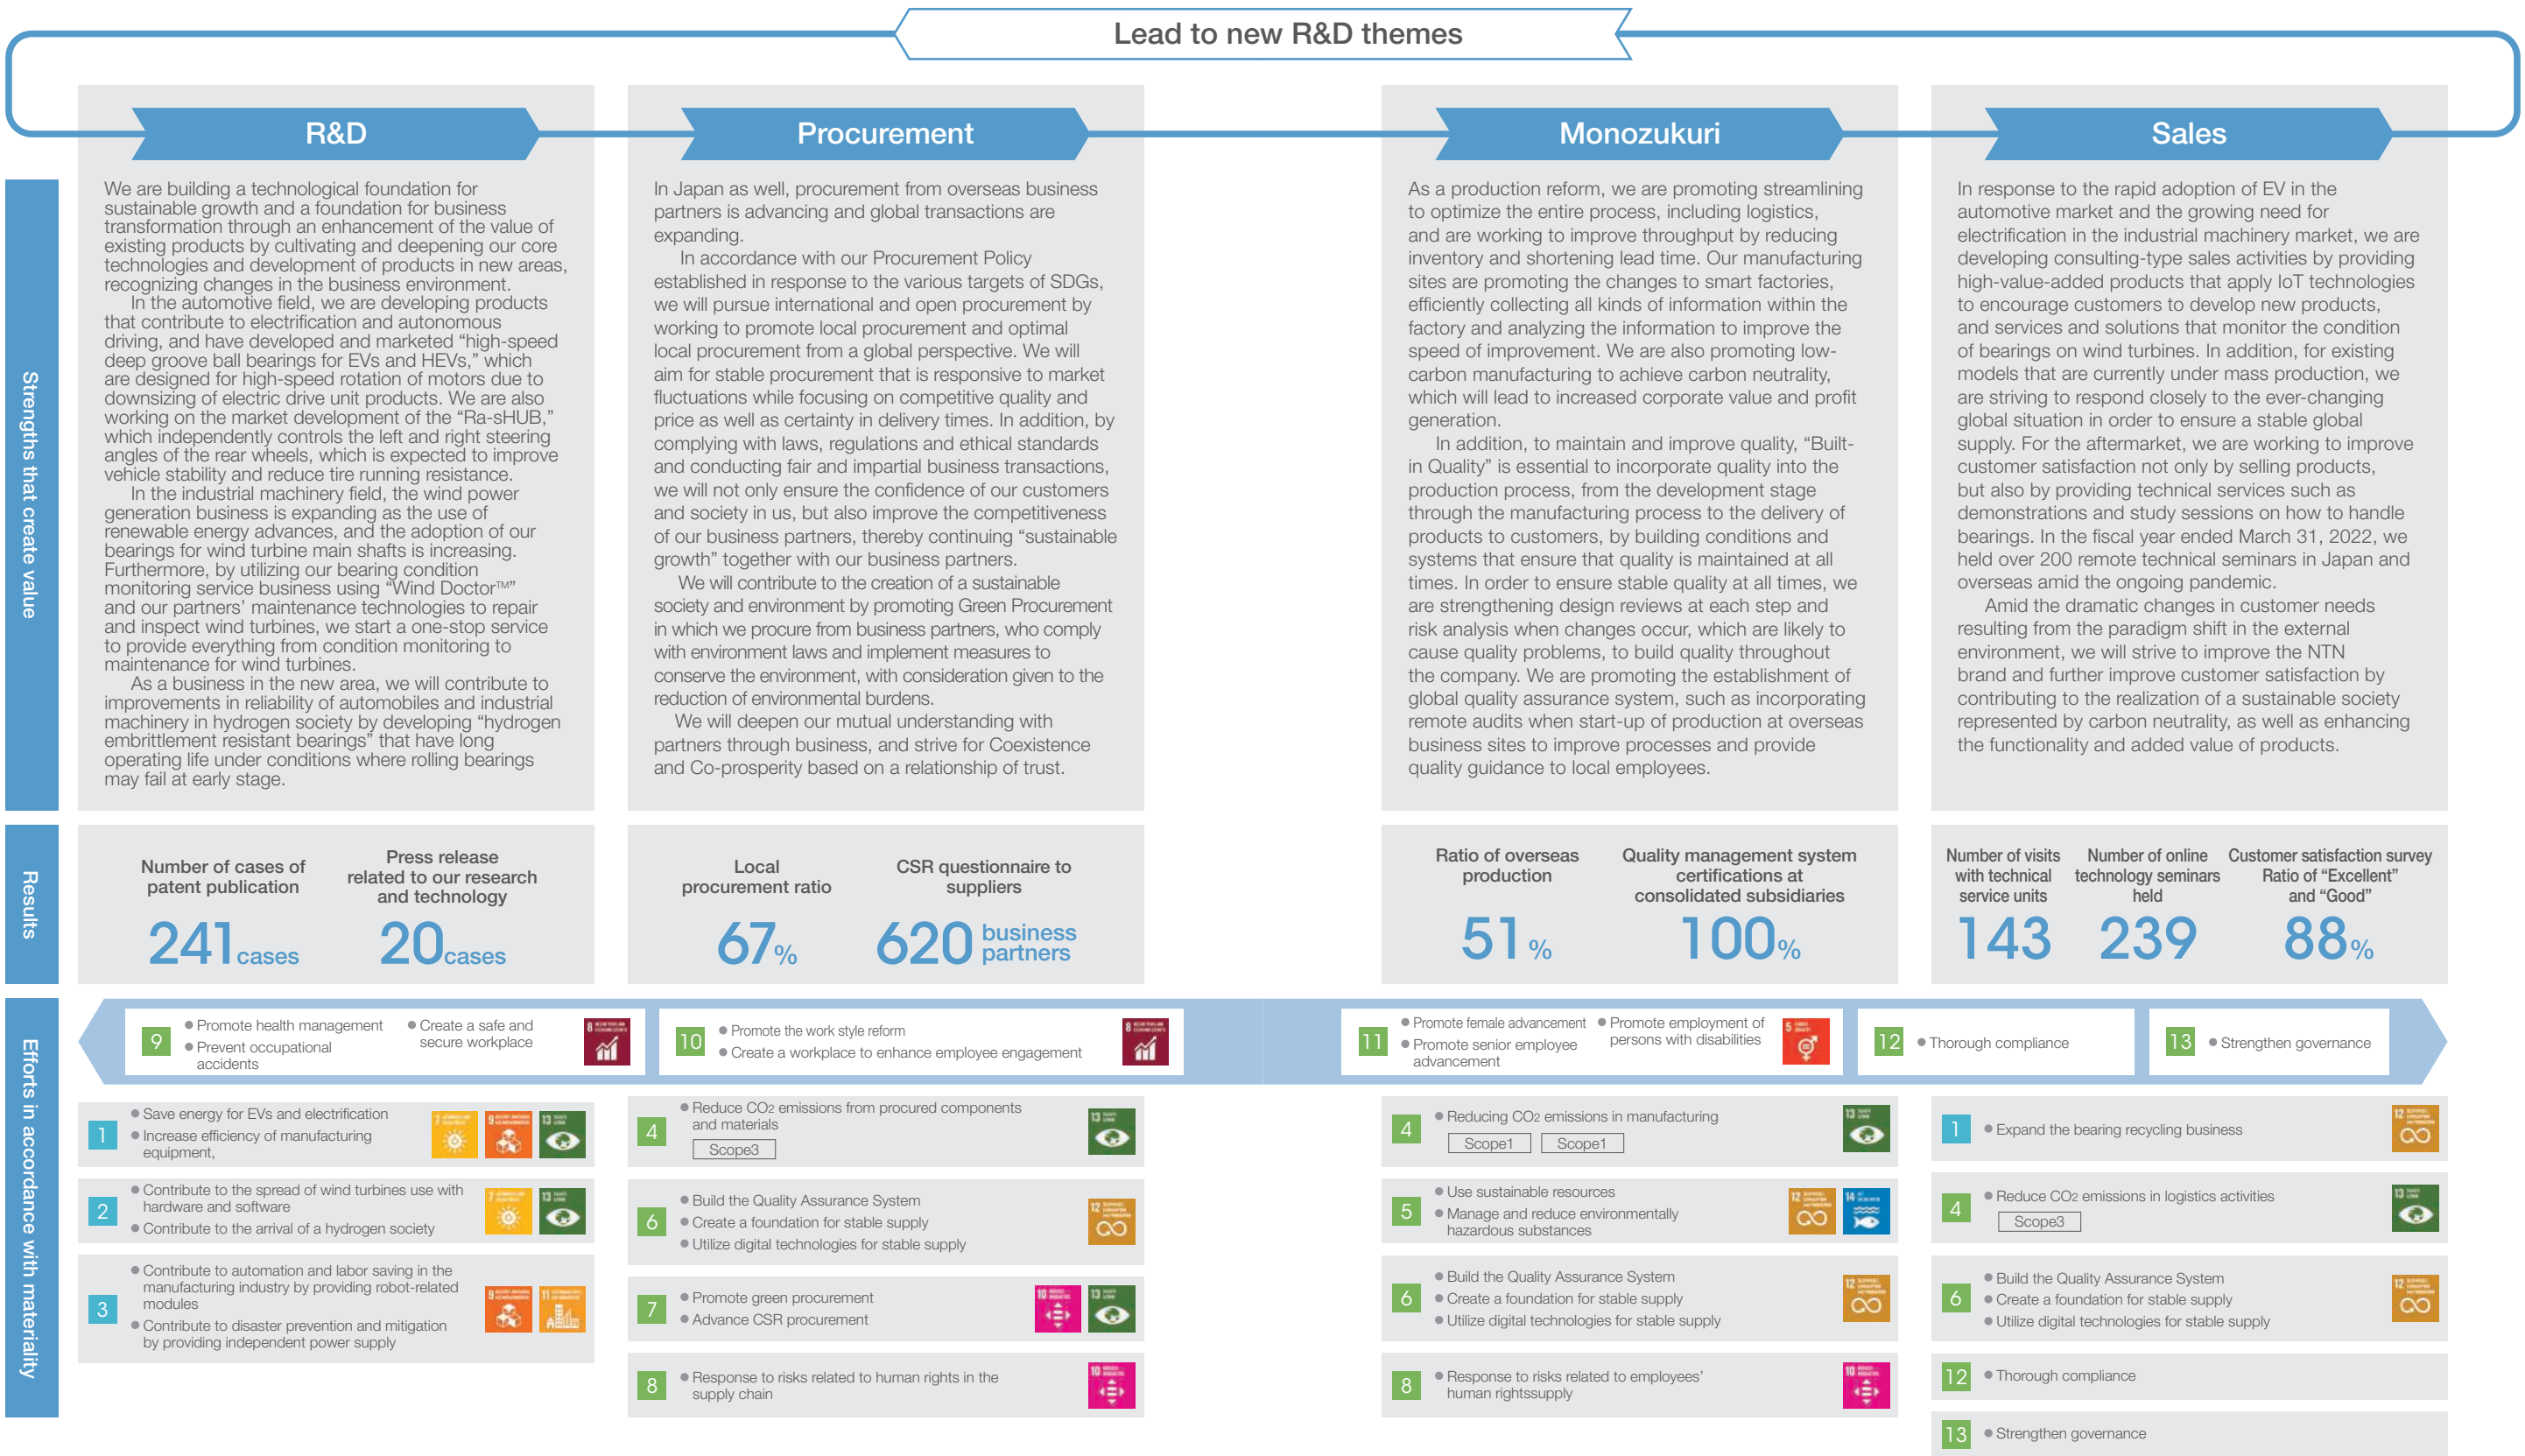 Lead to new R&D themes
R&D
Procurement
Monozukuri
Sales
Strengths that create value
We are building a technological foundation for
sustainable growth and a foundation for business
transformation through an enhancement of the value of
existing products by cultivating and deepening our core
technologies and development of products in new areas,
recognizing changes in the business environment.
In the automotive field, we are developing products
that contribute to electrification and autonomous
driving, and have developed and marketed “high-speed
deep groove ball bearings for EVs and HEVs,” which
are designed for high-speed rotation of motors due to
downsizing of electric drive unit products. We are also
working on the market development of the “Ra-sHUB,”
which independently controls the left and right steering
angles of the rear wheels, which is expected to improve
vehicle stability and reduce tire running resistance.
In the industrial machinery field, the wind power
generation business is expanding as the use of
renewable energy advances, and the adoption of our
bearings for wind turbine main shafts is increasing.
Furthermore, by utilizing our bearing condition
monitoring service business using “Wind Doctor™”
and our partners’ maintenance technologies to repair
and inspect wind turbines, we start a one-stop service
to provide everything from condition monitoring to
maintenance for wind turbines.
As a business in the new area, we will contribute to
improvements in reliability of automobiles and industrial
machinery in hydrogen society by developing “hydrogen
embrittlement resistant bearings” that have long
operating life under conditions where rolling bearings
may fail at early stage.
In Japan as well, procurement from overseas business
partners is advancing and global transactions are
expanding.
In accordance with our Procurement Policy
established in response to the various targets of SDGs,
we will pursue international and open procurement by
working to promote local procurement and optimal
local procurement from a global perspective. We will
aim for stable procurement that is responsive to market
fluctuations while focusing on competitive quality and
price as well as certainty in delivery times. In addition, by
complying with laws, regulations and ethical standards
and conducting fair and impartial business transactions,
we will not only ensure the confidence of our customers
and society in us, but also improve the competitiveness
of our business partners, thereby continuing “sustainable
growth” together with our business partners.
We will contribute to the creation of a sustainable
society and environment by promoting Green Procurement
in which we procure from business partners, who comply
with environment laws and implement measures to
conserve the environment, with consideration given to the
reduction of environmental burdens.
We will deepen our mutual understanding with
partners through business, and strive for Coexistence
and Co-prosperity based on a relationship of trust.
As a production reform, we are promoting streamlining
to optimize the entire process, including logistics,
and are working to improve throughput by reducing
inventory and shortening lead time. Our manufacturing
sites are promoting the changes to smart factories,
efficiently collecting all kinds of information within the
factory and analyzing the information to improve the
speed of improvement. We are also promoting low-
carbon manufacturing to achieve carbon neutrality,
which will lead to increased corporate value and profit
generation.
In addition, to maintain and improve quality, “Built-
in Quality” is essential to incorporate quality into the
production process, from the development stage
through the manufacturing process to the delivery of
products to customers, by building conditions and
systems that ensure that quality is maintained at all
times. In order to ensure stable quality at all times, we
are strengthening design reviews at each step and
risk analysis when changes occur, which are likely to
cause quality problems, to build quality throughout
the company. We are promoting the establishment of
global quality assurance system, such as incorporating
remote audits when start-up of production at overseas
business sites to improve processes and provide
quality guidance to local employees.
In response to the rapid adoption of EV in the
automotive market and the growing need for
electrification in the industrial machinery market, we are
developing consulting-type sales activities by providing
high-value-added products that apply IoT technologies
to encourage customers to develop new products,
and services and solutions that monitor the condition
of bearings on wind turbines. In addition, for existing
models that are currently under mass production, we
are striving to respond closely to the ever-changing
global situation in order to ensure a stable global
supply. For the aftermarket, we are working to improve
customer satisfaction not only by selling products,
but also by providing technical services such as
demonstrations and study sessions on how to handle
bearings. In the fiscal year ended March 31, 2022, we
held over 200 remote technical seminars in Japan and
overseas amid the ongoing pandemic.
Amid the dramatic changes in customer needs
resulting from the paradigm shift in the external
environment, we will strive to improve the NTN
brand and further improve customer satisfaction by
contributing to the realization of a sustainable society
represented by carbon neutrality, as well as enhancing
the functionality and added value of products.
Results
Number of cases of
patent publication
241 cases
Press release
related to our research
and technology
20 cases
Local
procurement ratio
67%
CSR questionnaire to
suppliers
620 business
partners
Ratio of overseas
production
51 %
Quality management system
certifications at
consolidated subsidiaries
100%
Number of visits
with technical
service units
143
Number of online
technology seminars
held
239
Customer satisfaction survey
Ratio of “Excellent”
and “Good”
88%
Efforts in accordance with materiality
9
● Promote health management
● Prevent occupational
accidents
● Create a safe and
secure workplace
8
10
● Promote the work style reform
● Create a workplace to enhance employee engagement
8
11
● Promote female advancement
● Promote senior employee
advancement
● Promote employment of
persons with disabilities
5
12
● Thorough compliance
13
● Strengthen governance
1
● Save energy for EVs and electrification
● Increase efficiency of manufacturing
equipment,
7
9
13
2
● Contribute to the spread of wind turbines use with
hardware and software
● Contribute to the arrival of a hydrogen society
7
13
3
● Contribute to automation and labor saving in the
manufacturing industry by providing robot-related
modules
● Contribute to disaster prevention and mitigation
by providing independent power supply
9
11
4
● Reduce CO2 emissions from procured components
and materials
Scope3
13
6
● Build the Quality Assurance System
● Create a foundation for stable supply
● Utilize digital technologies for stable supply
12
7
● Promote green procurement
● Advance CSR procurement
10
13
8
● Response to risks related to human rights in the
supply chain
10
4
● Reducing CO2 emissions in manufacturing
Scope1 Scope1
13
5
● Use sustainable resources
● Manage and reduce environmentally
hazardous substances
12
14
6
● Build the Quality Assurance System
● Create a foundation for stable supply
● Utilize digital technologies for stable supply
12
8
● Response to risks related to employees’
human rightssupply
10
1
● Expand the bearing recycling business
12
4
● Reduce CO2 emissions in logistics activities
Scope3
13
6
● Build the Quality Assurance System
● Create a foundation for stable supply
● Utilize digital technologies for stable supply
12
12
● Thorough compliance
13
● Strengthen governance